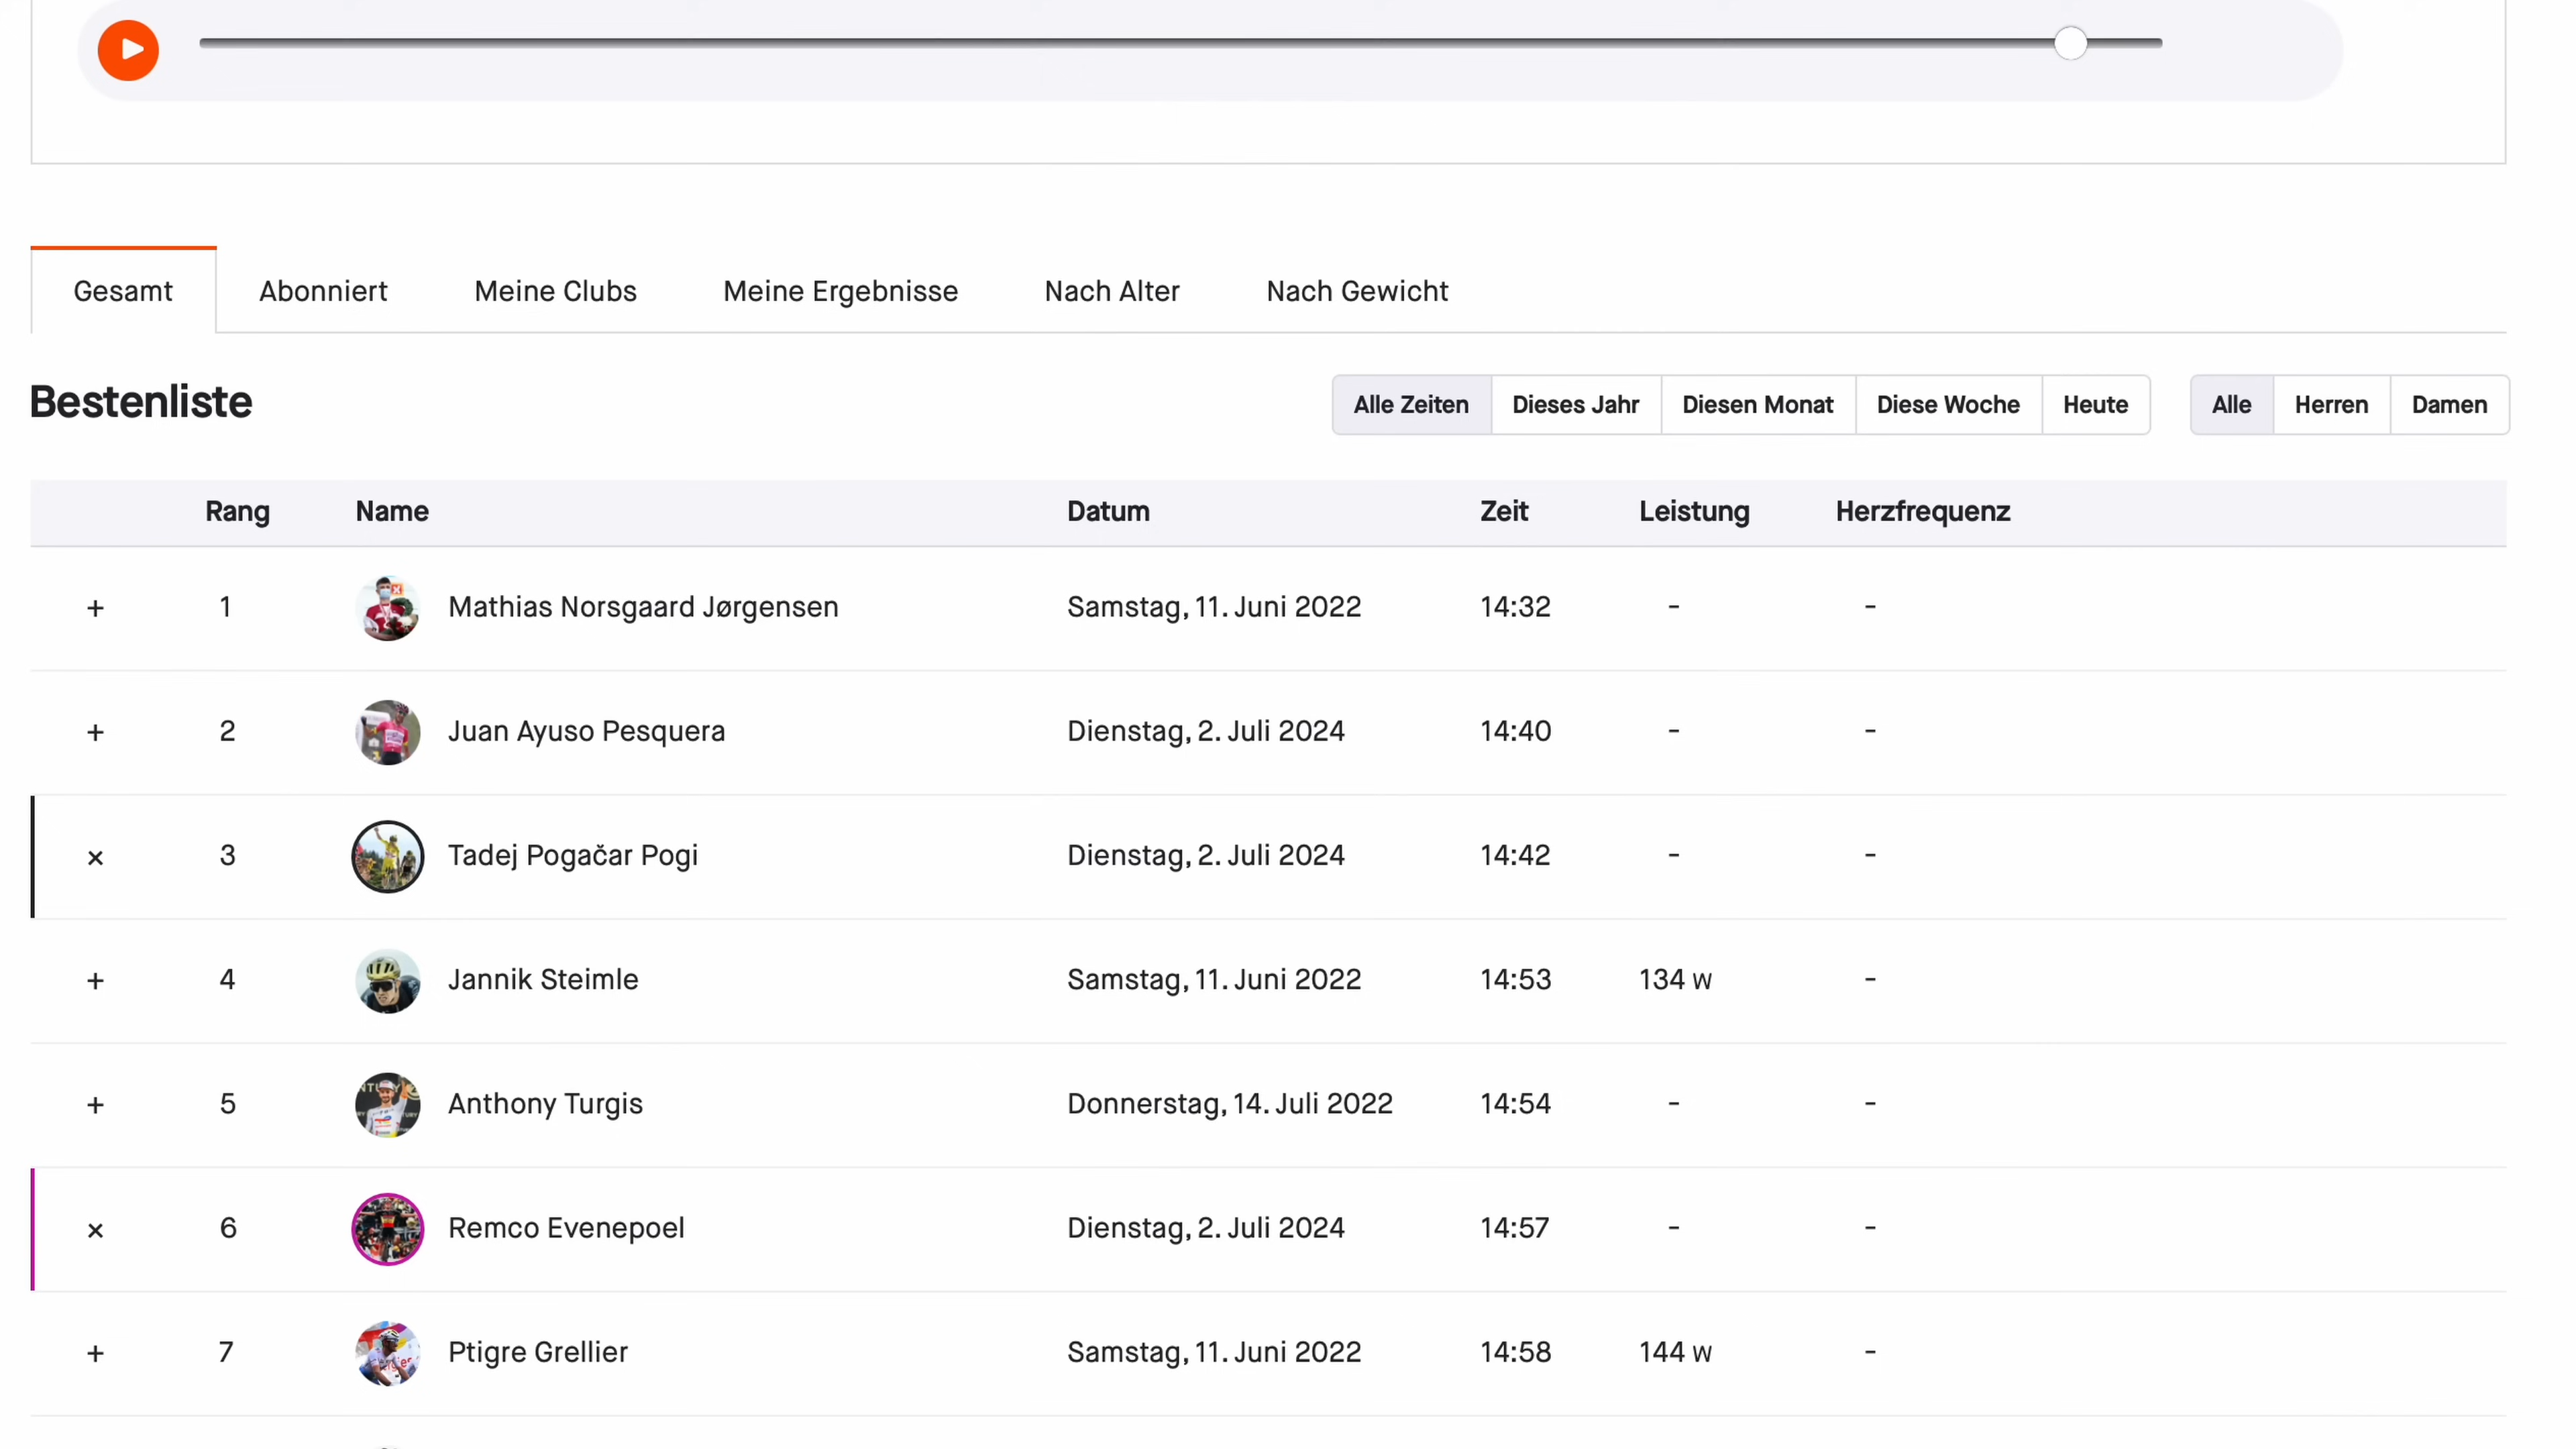 Gesamt Abonniert Meine Clubs Meine Ergebnisse Nach Alter Nach Gewicht
Bestenliste Alle Zeiten Dieses Jahr Diesen Monat Diese Woche Heute Alle Herren Damen
Rang Name Datum Zeit Leistung Herzfrequenz
+ 1 Mathias Norsgaard Jørgensen Samstag, 11. Juni 2022 14:32 - -
+ 2 Juan Ayuso Pesquera Dienstag, 2. Juli 2024 14:40 - -
× 3 Tadej Pogačar Pogi Dienstag, 2. Juli 2024 14:42 - -
+ 4 Jannik Steimle Samstag, 11. Juni 2022 14:53 134 W -
+ 5 Anthony Turgis Donnerstag, 14. Juli 2022 14:54 - -
× 6 Remco Evenepoel Dienstag, 2. Juli 2024 14:57 - -
+ 7 Ptigre Grellier Samstag, 11. Juni 2022 14:58 144 W -